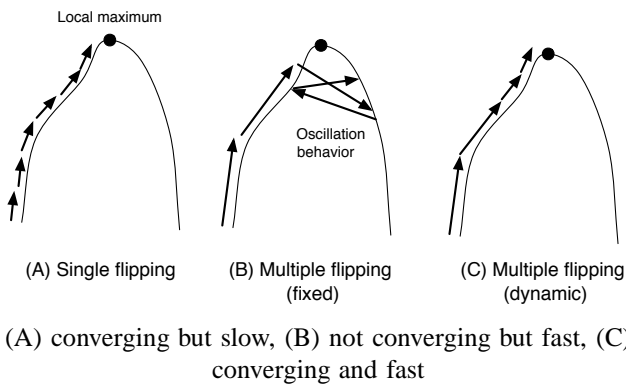 Local maximum
Oscillation
behavior
(A) Single flipping
(B) Multiple flipping
(fixed)
(C) Multiple flipping
(dynamic)
(A) converging but slow, (B) not converging but fast, (C)
converging and fast